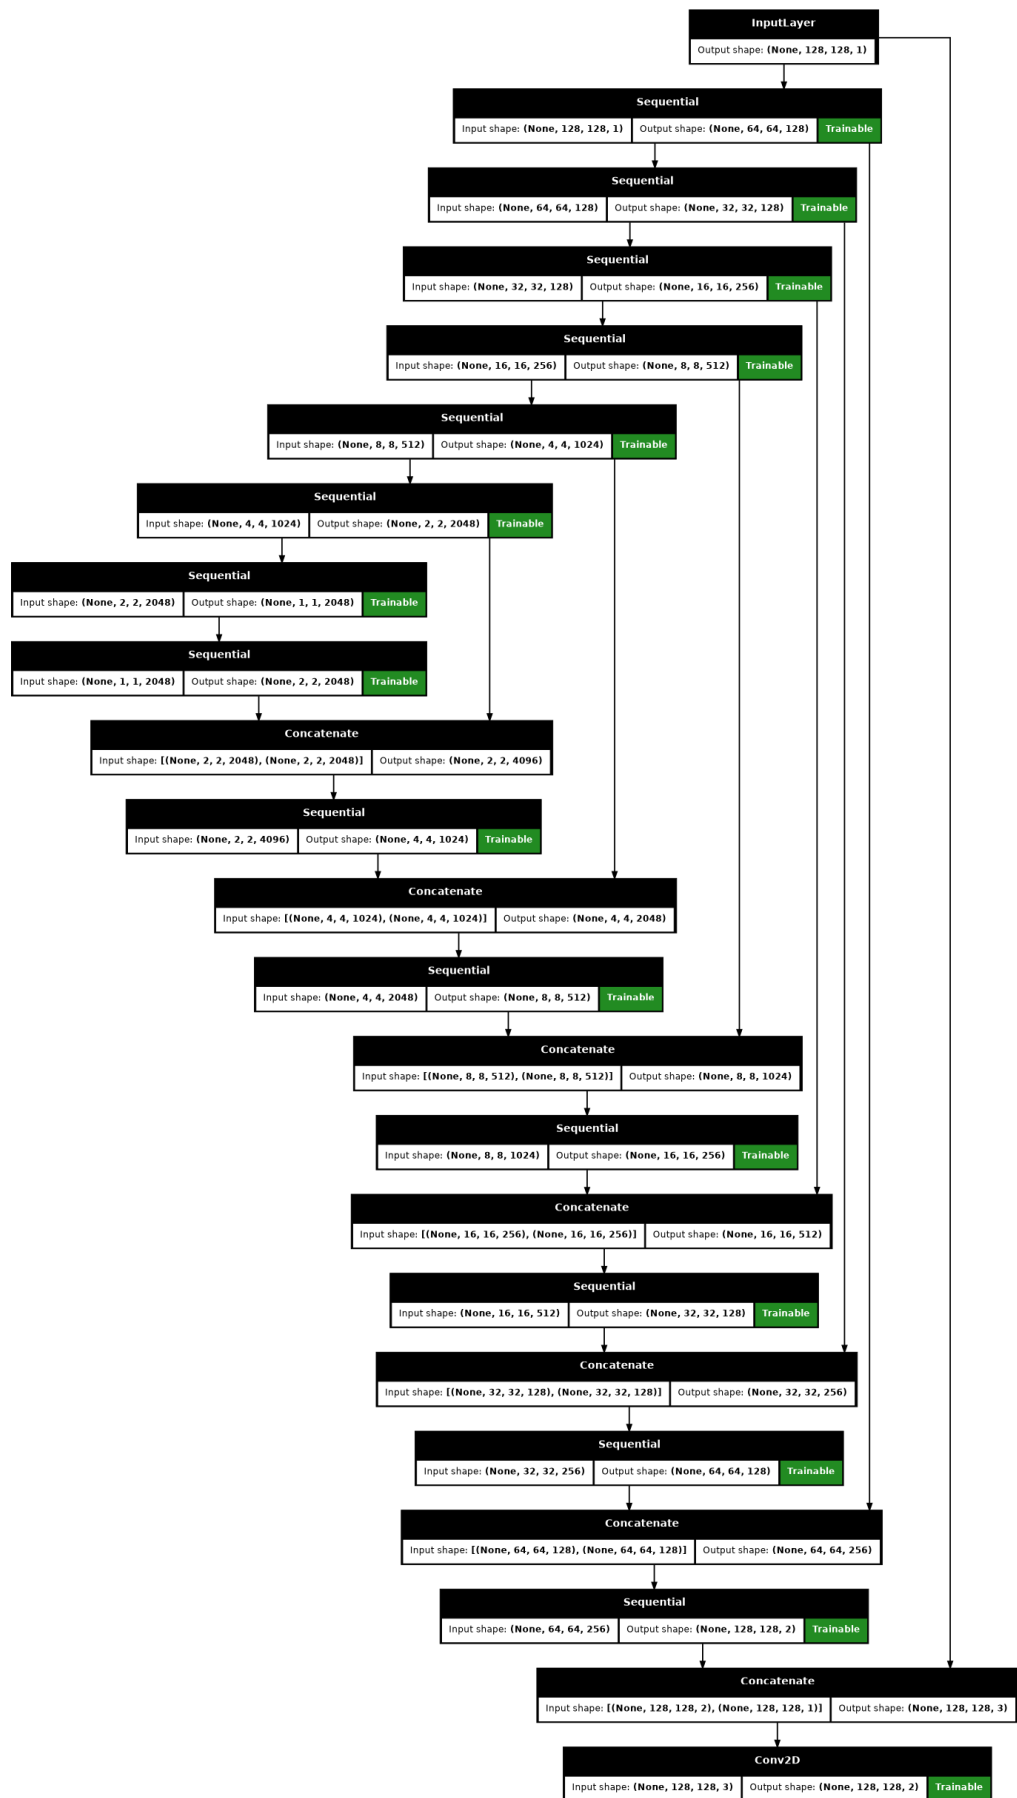 InputLayer
Output shape: (None, 128, 128, 1)
Sequential
Input shape: (None, 128, 128, 1) Output shape: (None, 64, 64, 128) Trainable
Sequential
Input shape: (None, 64, 64, 128) Output shape: (None, 32, 32, 128) Trainable
Sequential
Input shape: (None, 32, 32, 128) Output shape: (None, 16, 16, 256) Trainable
Sequential
Input shape: (None, 16, 16, 256) Output shape: (None, 8, 8, 512) Trainable
Sequential
Input shape: (None, 8, 8, 512) Output shape: (None, 4, 4, 1024) Trainable
Sequential
Input shape: (None, 4, 4, 1024) Output shape: (None, 2, 2, 2048) Trainable
Sequential
Input shape: (None, 2, 2, 2048) Output shape: (None, 1, 1, 2048) Trainable
Sequential
Input shape: (None, 1, 1, 2048) Output shape: (None, 2, 2, 2048) Trainable
Concatenate
Input shape: [(None, 2, 2, 2048), (None, 2, 2, 2048)] Output shape: (None, 2, 2, 4096)
Sequential
Input shape: (None, 2, 2, 4096) Output shape: (None, 4, 4, 1024) Trainable
Concatenate
Input shape: [(None, 4, 4, 1024), (None, 4, 4, 1024)] Output shape: (None, 4, 4, 2048)
Sequential
Input shape: (None, 4, 4, 2048) Output shape: (None, 8, 8, 512) Trainable
Concatenate
Input shape: [(None, 8, 8, 512), (None, 8, 8, 512)] Output shape: (None, 8, 8, 1024)
Sequential
Input shape: (None, 8, 8, 1024) Output shape: (None, 16, 16, 256) Trainable
Concatenate
Input shape: [(None, 16, 16, 256), (None, 16, 16, 256)] Output shape: (None, 16, 16, 512)
Sequential
Input shape: (None, 16, 16, 512) Output shape: (None, 32, 32, 128) Trainable
Concatenate
Input shape: [(None, 32, 32, 128), (None, 32, 32, 128)] Output shape: (None, 32, 32, 256)
Sequential
Input shape: (None, 32, 32, 256) Output shape: (None, 64, 64, 128) Trainable
Concatenate
Input shape: [(None, 64, 64, 128), (None, 64, 64, 128)] Output shape: (None, 64, 64, 256)
Sequential
Input shape: (None, 64, 64, 256) Output shape: (None, 128, 128, 2) Trainable
Concatenate
Input shape: [(None, 128, 128, 2), (None, 128, 128, 1)] Output shape: (None, 128, 128, 3)
Conv2D
Input shape: (None, 128, 128, 3) Output shape: (None, 128, 128, 2) Trainable